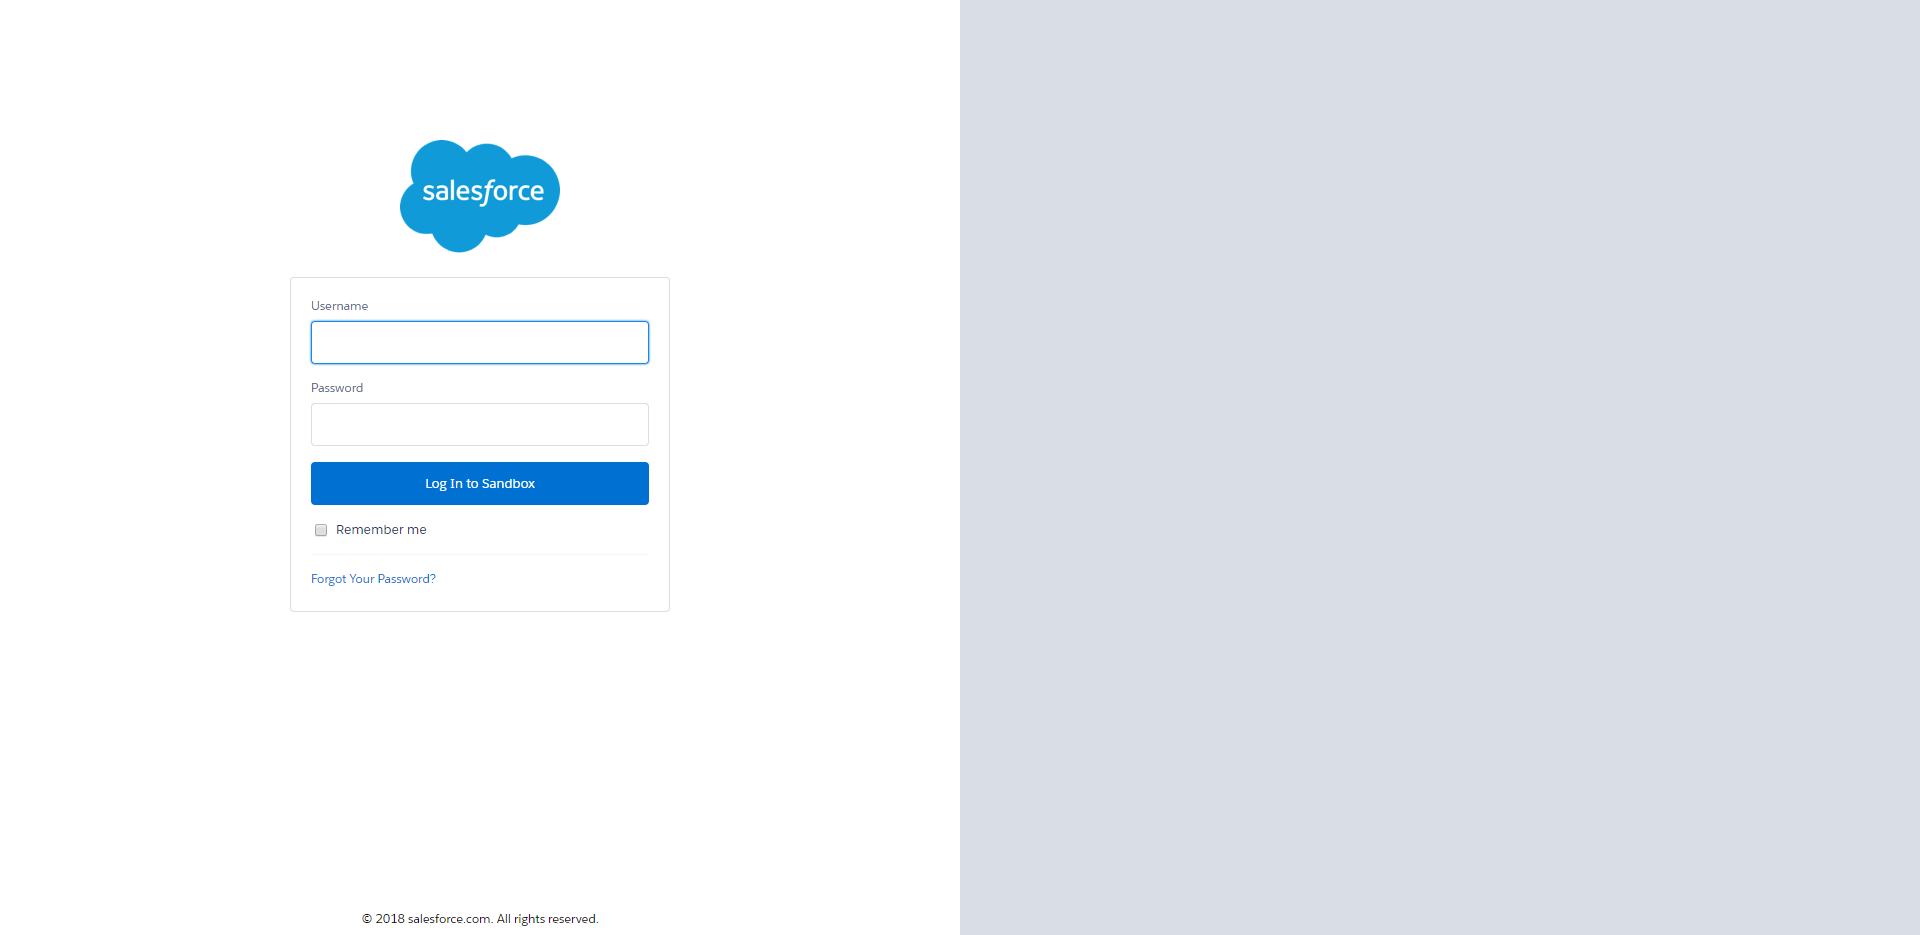 salesforce
Username
Password
Log In to Sandbox
Remember me
Forgot Your Password?
© 2018 salesforce.com. All rights reserved.